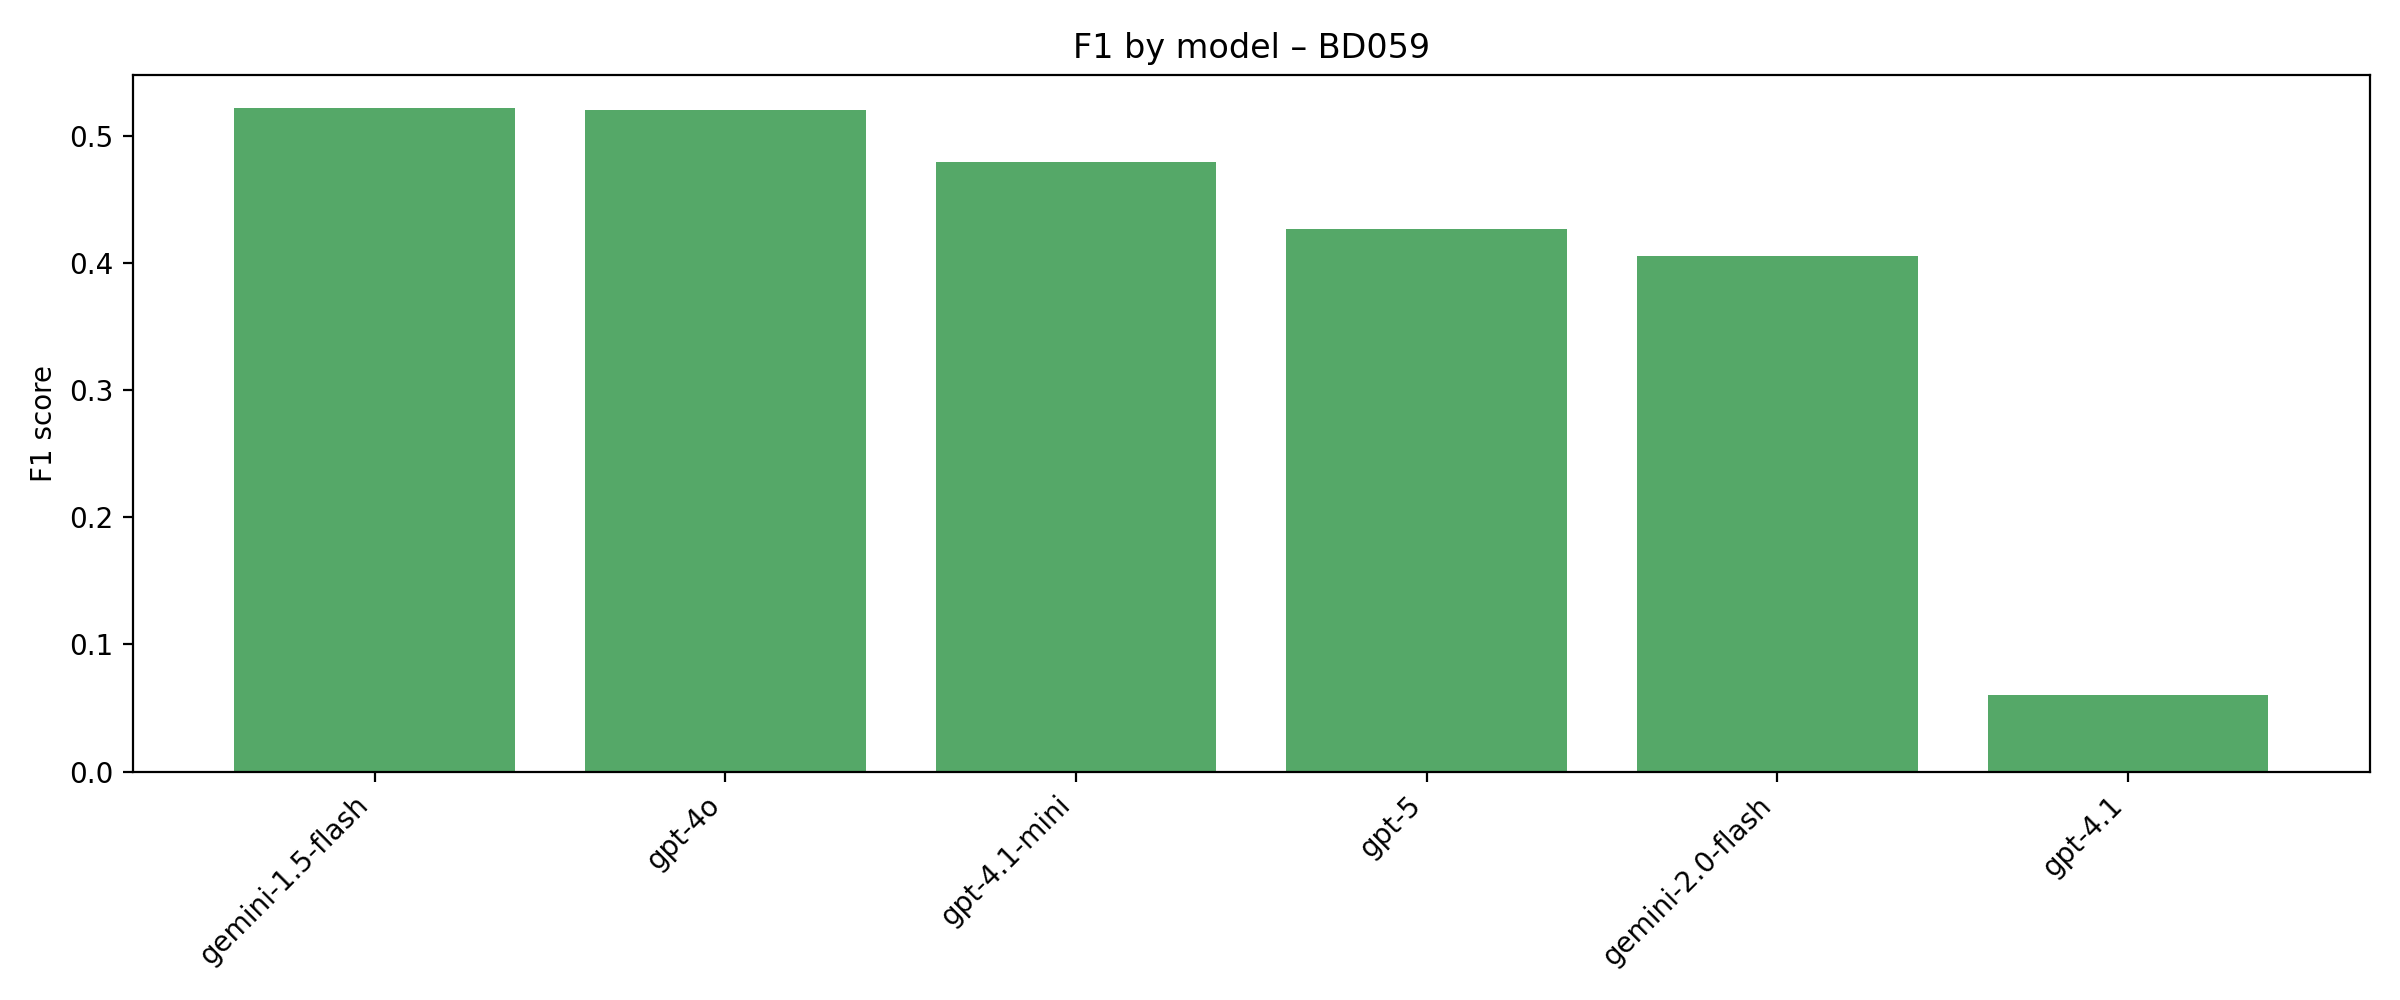 F1 by model – BD059
F1 score
0.5
0.4
0.3
0.2
0.1
0.0
gemini-1.5-flash
gpt-4o
gpt-4.1-mini
gpt-5
gemini-2.0-flash
gpt-4.1